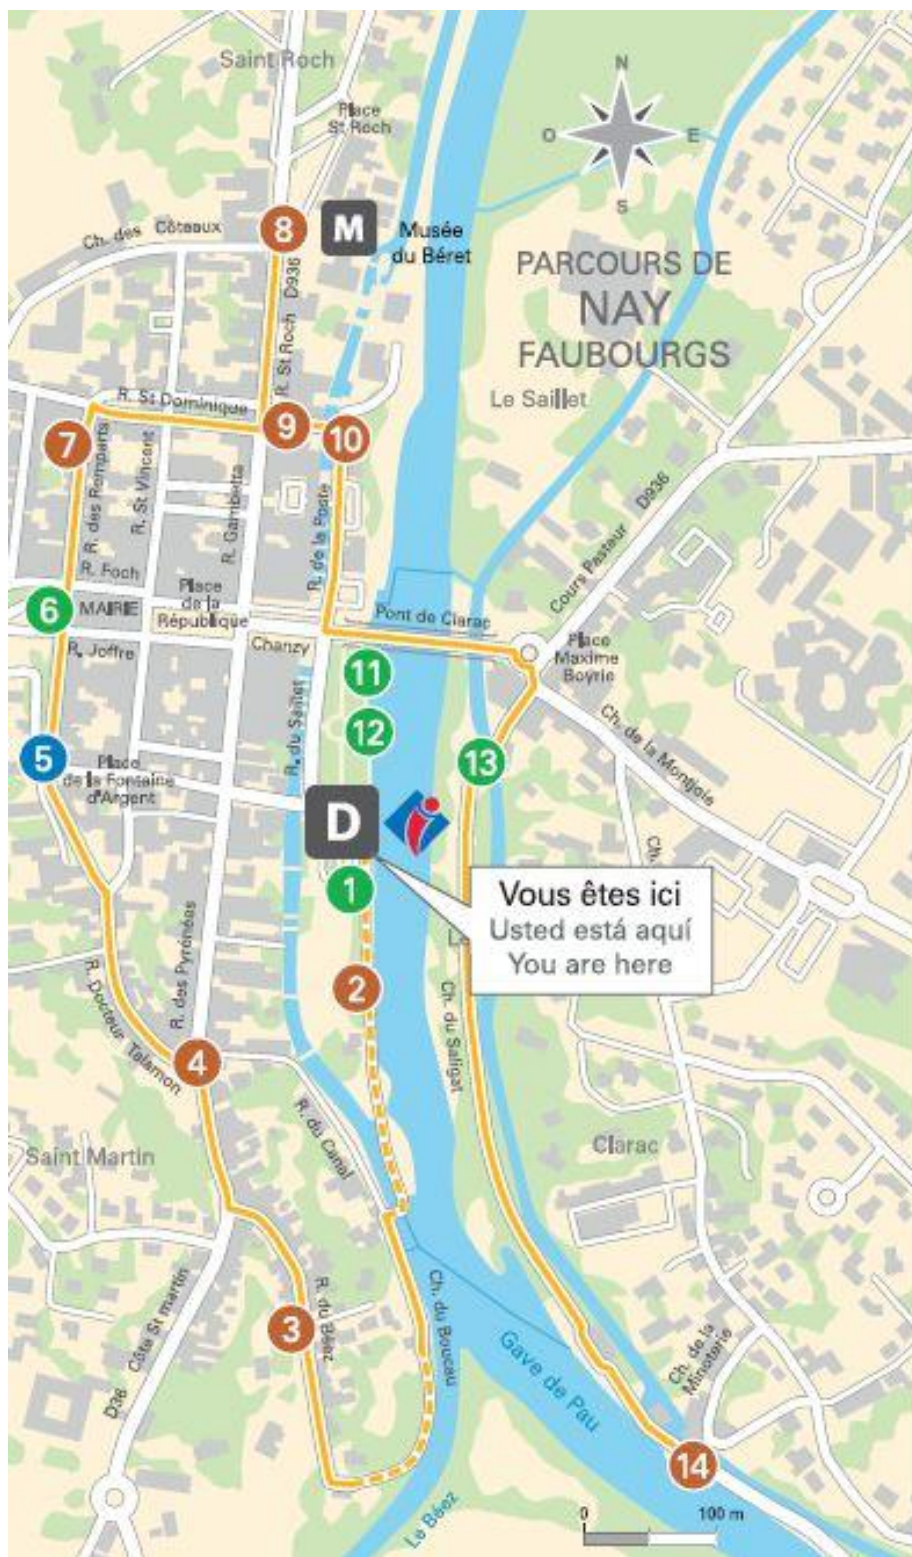 Saint Roch
Place
St Roch
N
O
E
S
8
M
Musée
du Béret
Ch. des Côteaux
R. St Roch D936
PARCOURS DE
NAY
FAUBOURGS
Le Saillet
R. St Dominique
7
9
10
R. des Remparts
R. St Vincent
R. Gambetta
R. de la Poste
Cours Pasteur D936
R. Foch
6
MAIRIE
Place
de la
République
Pont de Clarac
R. Joffre
Chanzy
Place
Maxime
Boyrie
11
12
13
5
R. du Saillet
Ch. de la Montjoie
Place
de la Fontaine
d'Argent
D
Ch.
1
Vous êtes ici
Usted está aquí
You are here
Le
2
R. des Pyrénées
R. Docteur Talamon
Ch. du Saligat
4
R. du Canal
Saint Martin
Clarac
D36 Côte St martin
3
R. du Béez
Ch. du Boucau
Gave de Pau
Ch. de la
Minoterie
14
Le Béez
0
100 m